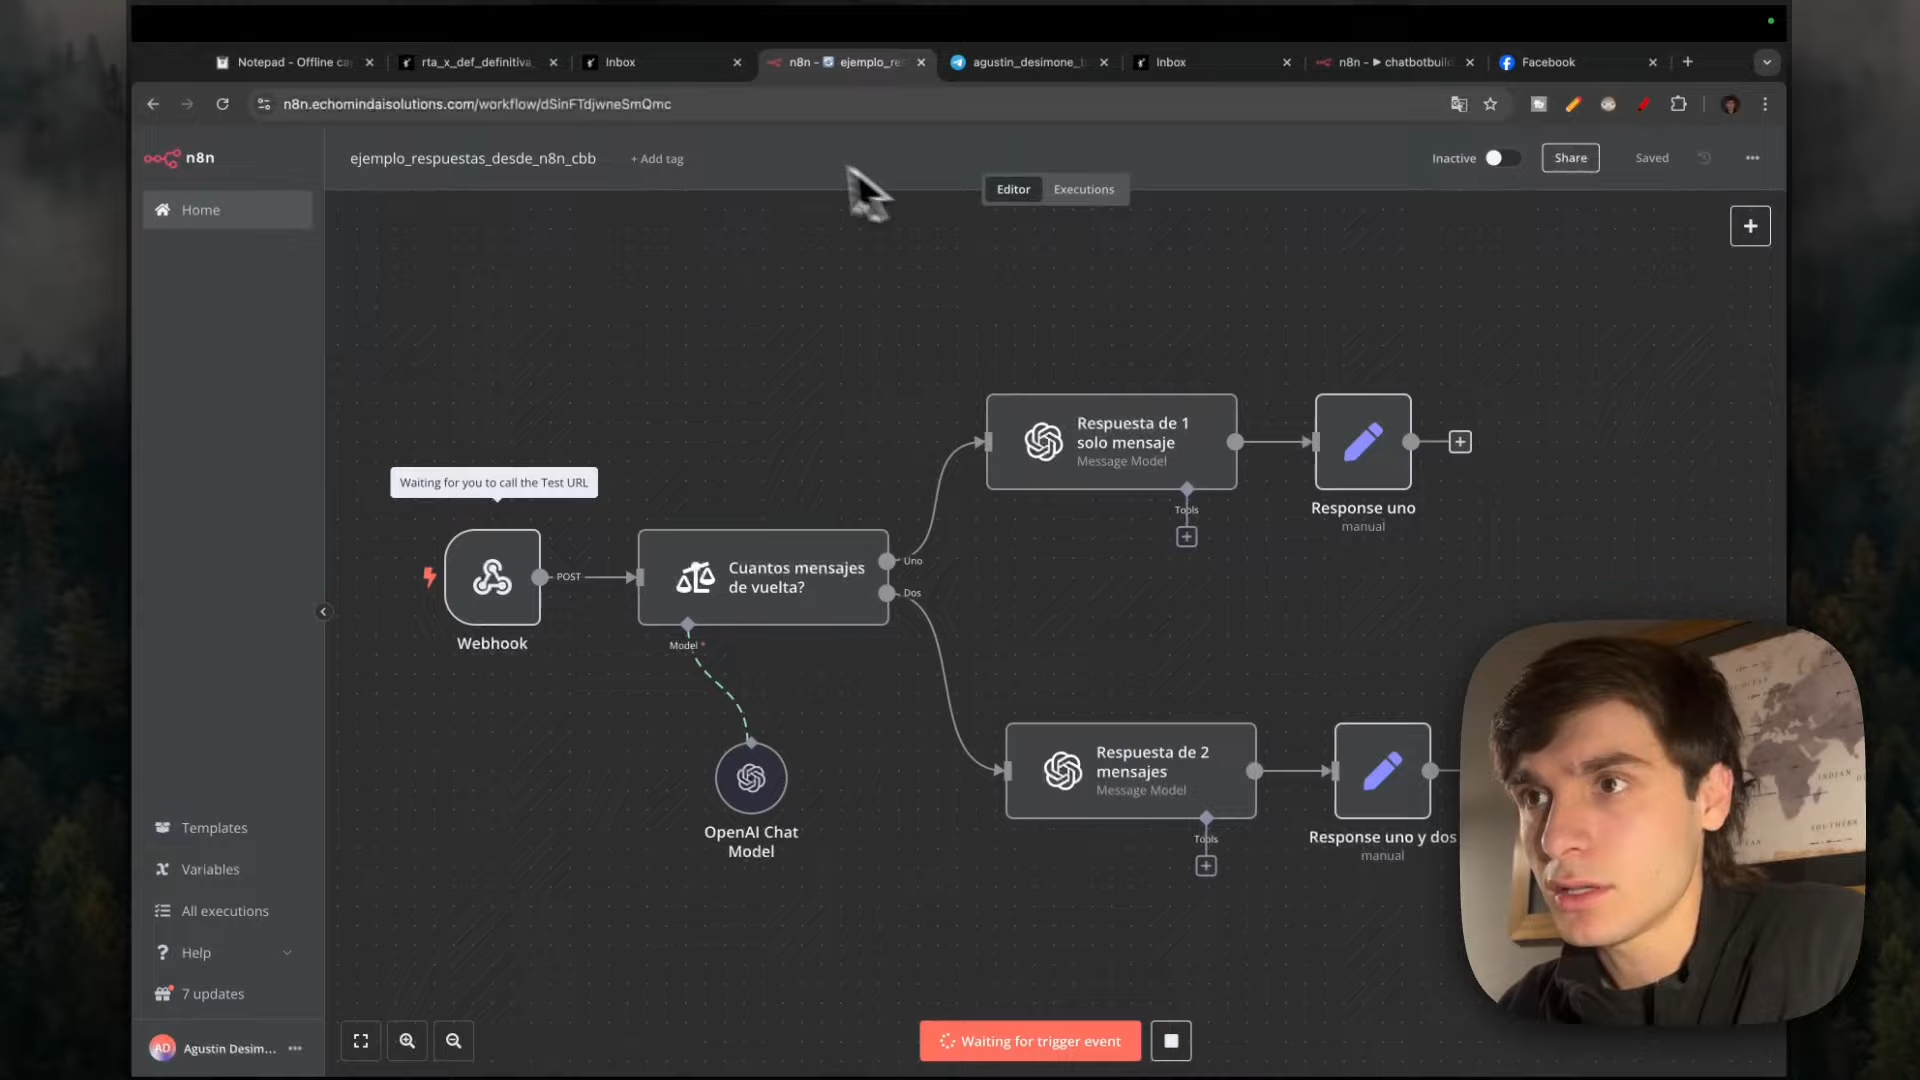 Notepad - Offline ca
rta_x_def_definitiva
Inbox
n8n - ejemplo_re
agustin_desimone_
Inbox
n8n - chatbotbuild
Facebook
n8n.echomindaisolutions.com/workflow/dSinFTdjwneSmQmc
n8n
ejemplo_respuestas_desde_n8n_cbb
+ Add tag
Inactive
Share
Saved
Editor
Executions
Home
Respuesta de 1
solo mensaje
Message Model
Tools
Response uno
manual
Waiting for you to call the Test URL
POST
Cuantos mensajes
de vuelta?
Uno
Dos
Webhook
Model *
OpenAI Chat
Model
Respuesta de 2
mensajes
Message Model
Tools
Response uno y dos
manual
Templates
Variables
All executions
Help
7 updates
AD
Agustin Desim...
Waiting for trigger event